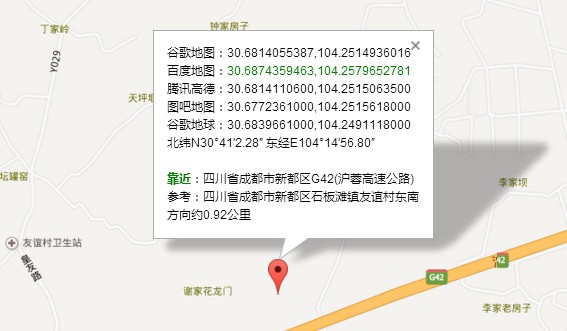 钟家房子
丁家岭
Y029
天坪堰
坛罐窑
谷歌地图：30.6814055387,104.2514936016
百度地图：30.6874359463,104.2579652781
腾讯高德：30.6814110600,104.2515063500
图吧地图：30.6772361000,104.2515618000
谷歌地球：30.6839661000,104.2491118000
北纬N30°41′2.28″ 东经E104°14′56.80″
靠近：四川省成都市新都区G42(沪蓉高速公路)
参考：四川省成都市新都区石板滩镇友谊村东南
方向约0.92公里
李家坝
友谊村卫生站
皇友路
谢家花龙门
G42
G42
李家老房子